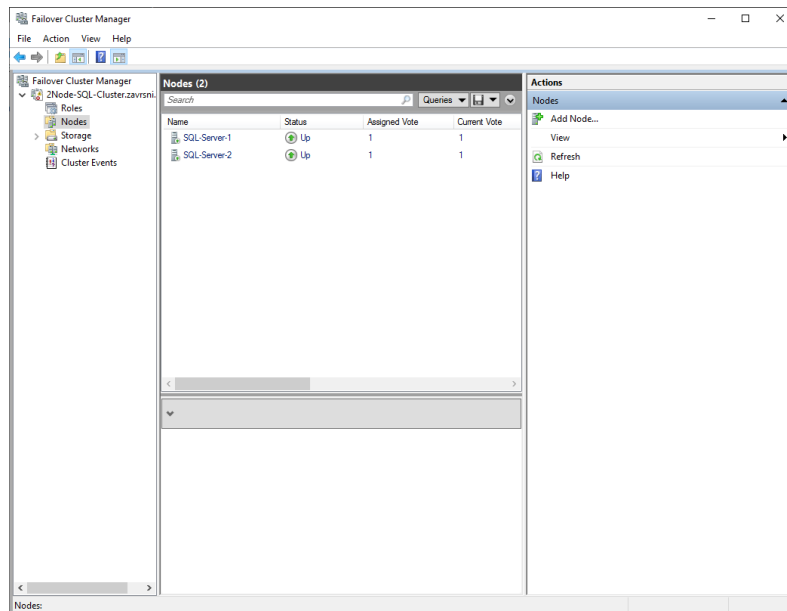 Failover Cluster Manager
File Action View Help
Failover Cluster Manager
2Node-SQL-Cluster.zavrsni.
Roles
Nodes
Storage
Networks
Cluster Events
Nodes (2)
Search
Queries
Name Status Assigned Vote Current Vote
SQL-Server-1 Up 1 1
SQL-Server-2 Up 1 1
Actions
Nodes
Add Node...
View
Refresh
Help
Nodes: